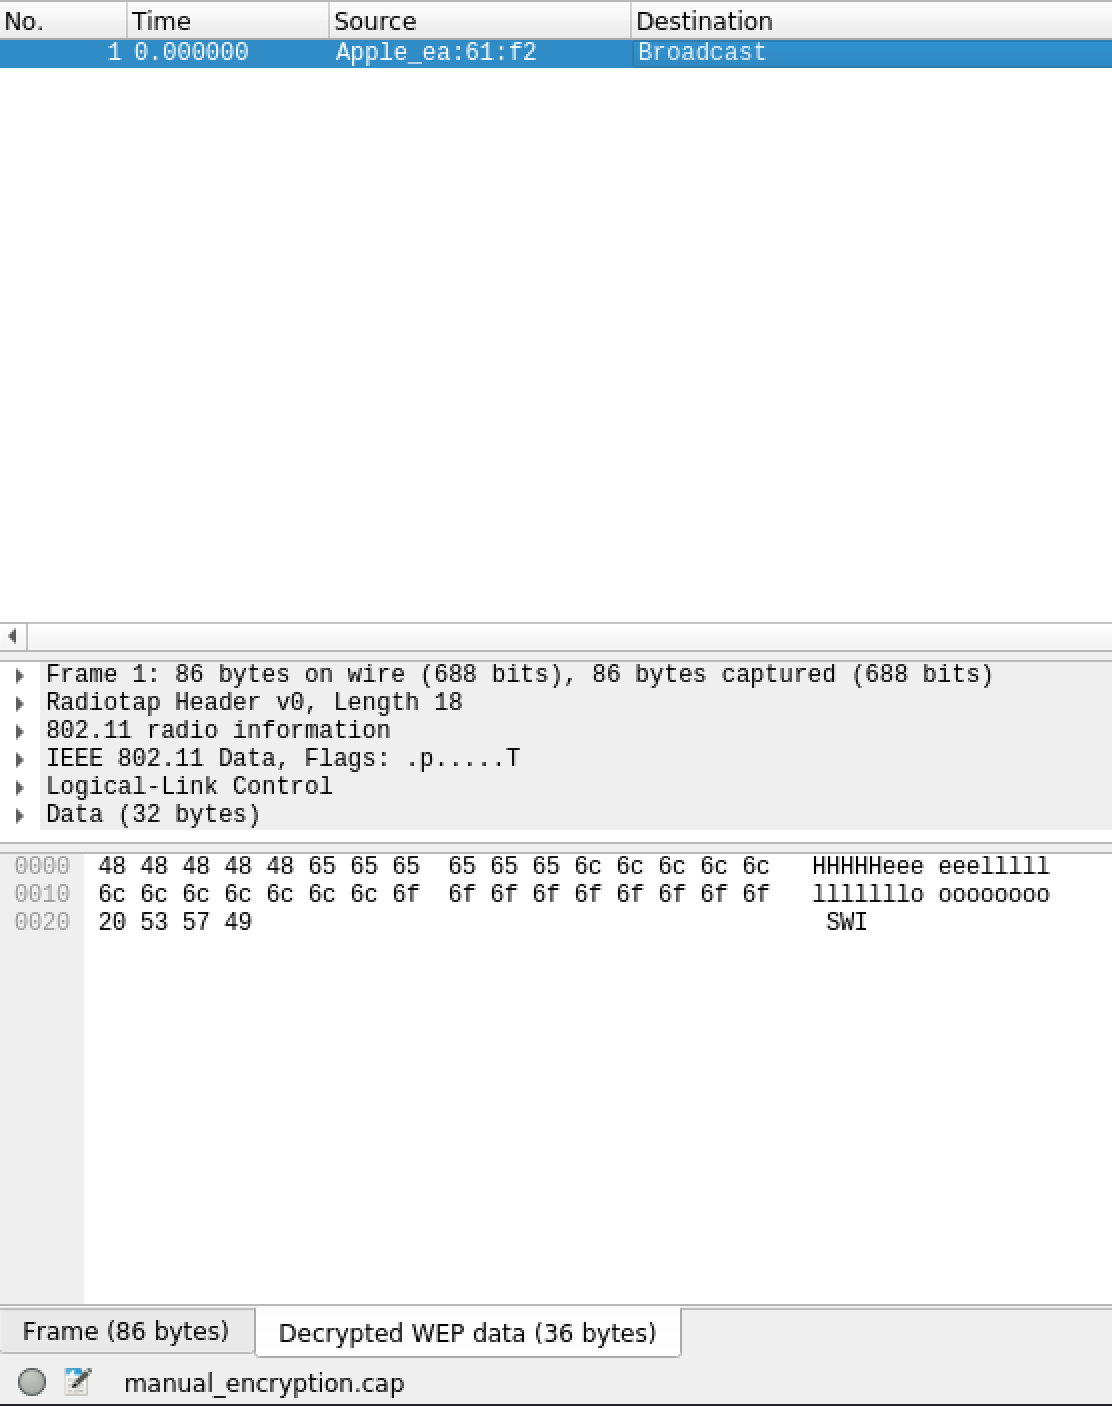 No. Time Source Destination
1 0.000000 Apple_ea:61:f2 Broadcast
Frame 1: 86 bytes on wire (688 bits), 86 bytes captured (688 bits)
Radiotap Header v0, Length 18
802.11 radio information
IEEE 802.11 Data, Flags: .p.....T
Logical-Link Control
Data (32 bytes)
0000 48 48 48 48 48 65 65 65 65 65 65 6c 6c 6c 6c 6c HHHHHeee eeelllll
0010 6c 6c 6c 6c 6c 6c 6c 6f 6f 6f 6f 6f 6f 6f 6f 6f lllllllo oooooooo
0020 20 53 57 49 SWI
Frame (86 bytes) Decrypted WEP data (36 bytes)
manual_encryption.cap